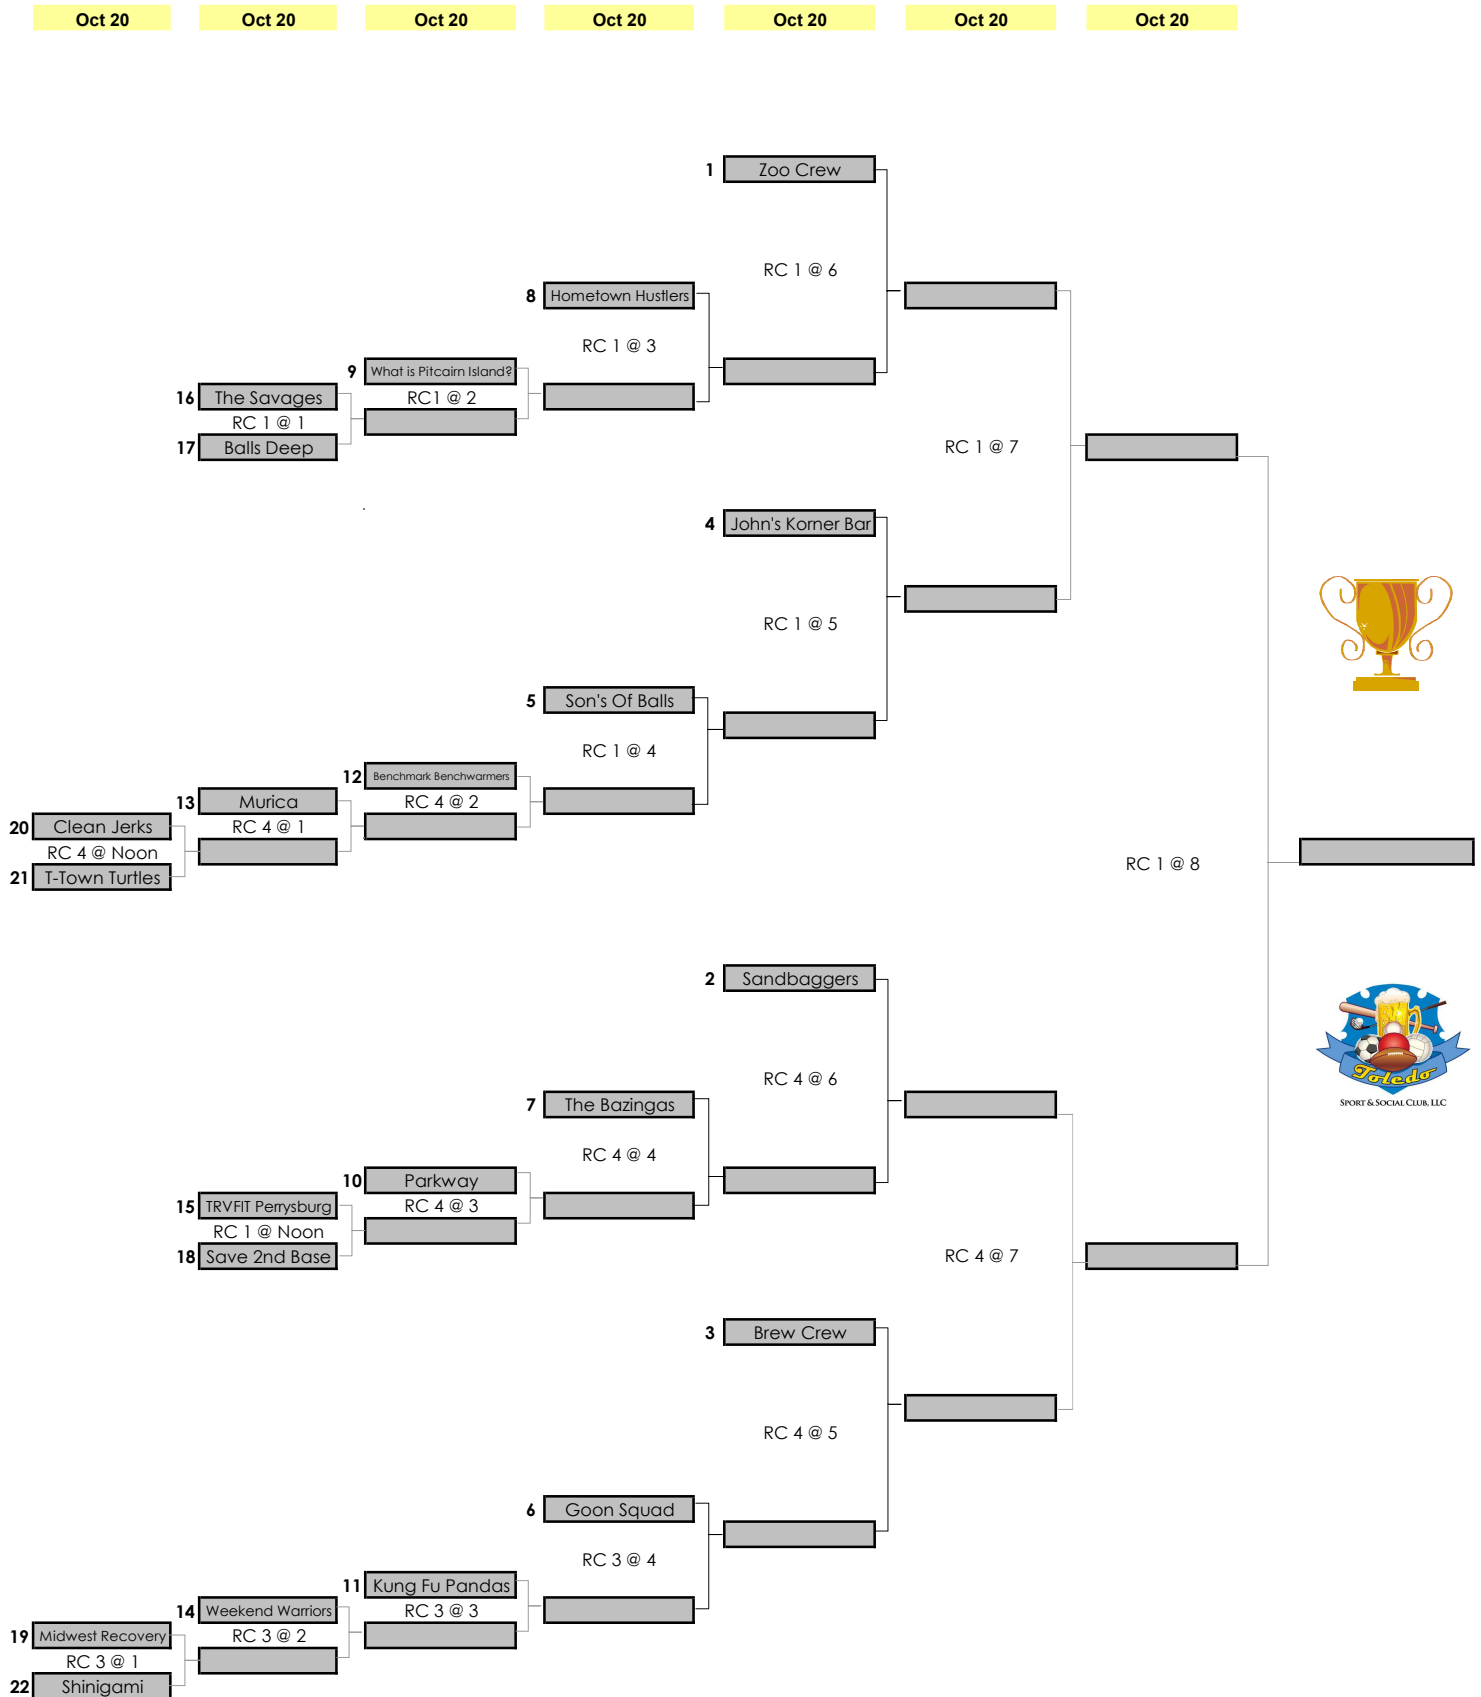 Oct 20 Oct 20 Oct 20 Oct 20 Oct 20 Oct 20 Oct 20
1 Zoo Crew
RC 1 @ 6
8 Hometown Hustlers
RC 1 @ 3
9 What is Pitcairn Island?
16 The Savages RC1 @ 2
RC 1 @ 1
17 Balls Deep RC 1 @ 7
4 John's Korner Bar
RC 1 @ 5
5 Son's Of Balls
RC 1 @ 4
12 Benchmark Benchwarmers
13 Murica RC 4 @ 2
20 Clean Jerks RC 4 @ 1
RC 4 @ Noon
RC 1 @ 8
21 T-Town Turtles
2 Sandbaggers
RC 4 @ 6
Toledo
SPORT & SOCIAL CLUB, LLC
7 The Bazingas
RC 4 @ 4
10 Parkway
15 TRVFIT Perrysburg RC 4 @ 3
RC 1 @ Noon
18 Save 2nd Base RC 4 @ 7
3 Brew Crew
RC 4 @ 5
6 Goon Squad
RC 3 @ 4
11 Kung Fu Pandas
14 Weekend Warriors RC 3 @ 3
19 Midwest Recovery RC 3 @ 2
RC 3 @ 1
22 Shinigami